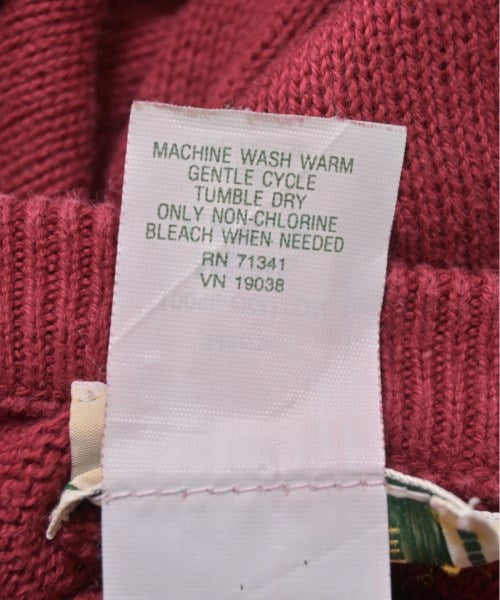 MACHINE WASH WARM
GENTLE CYCLE
TUMBLE DRY
ONLY NON-CHLORINE
BLEACH WHEN NEEDED
RN 71341
VN 19038